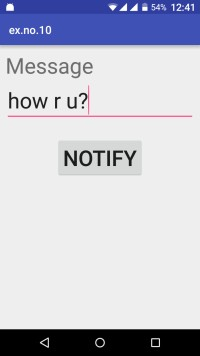 54% 12:41
ex.no.10
Message
how r u?
NOTIFY